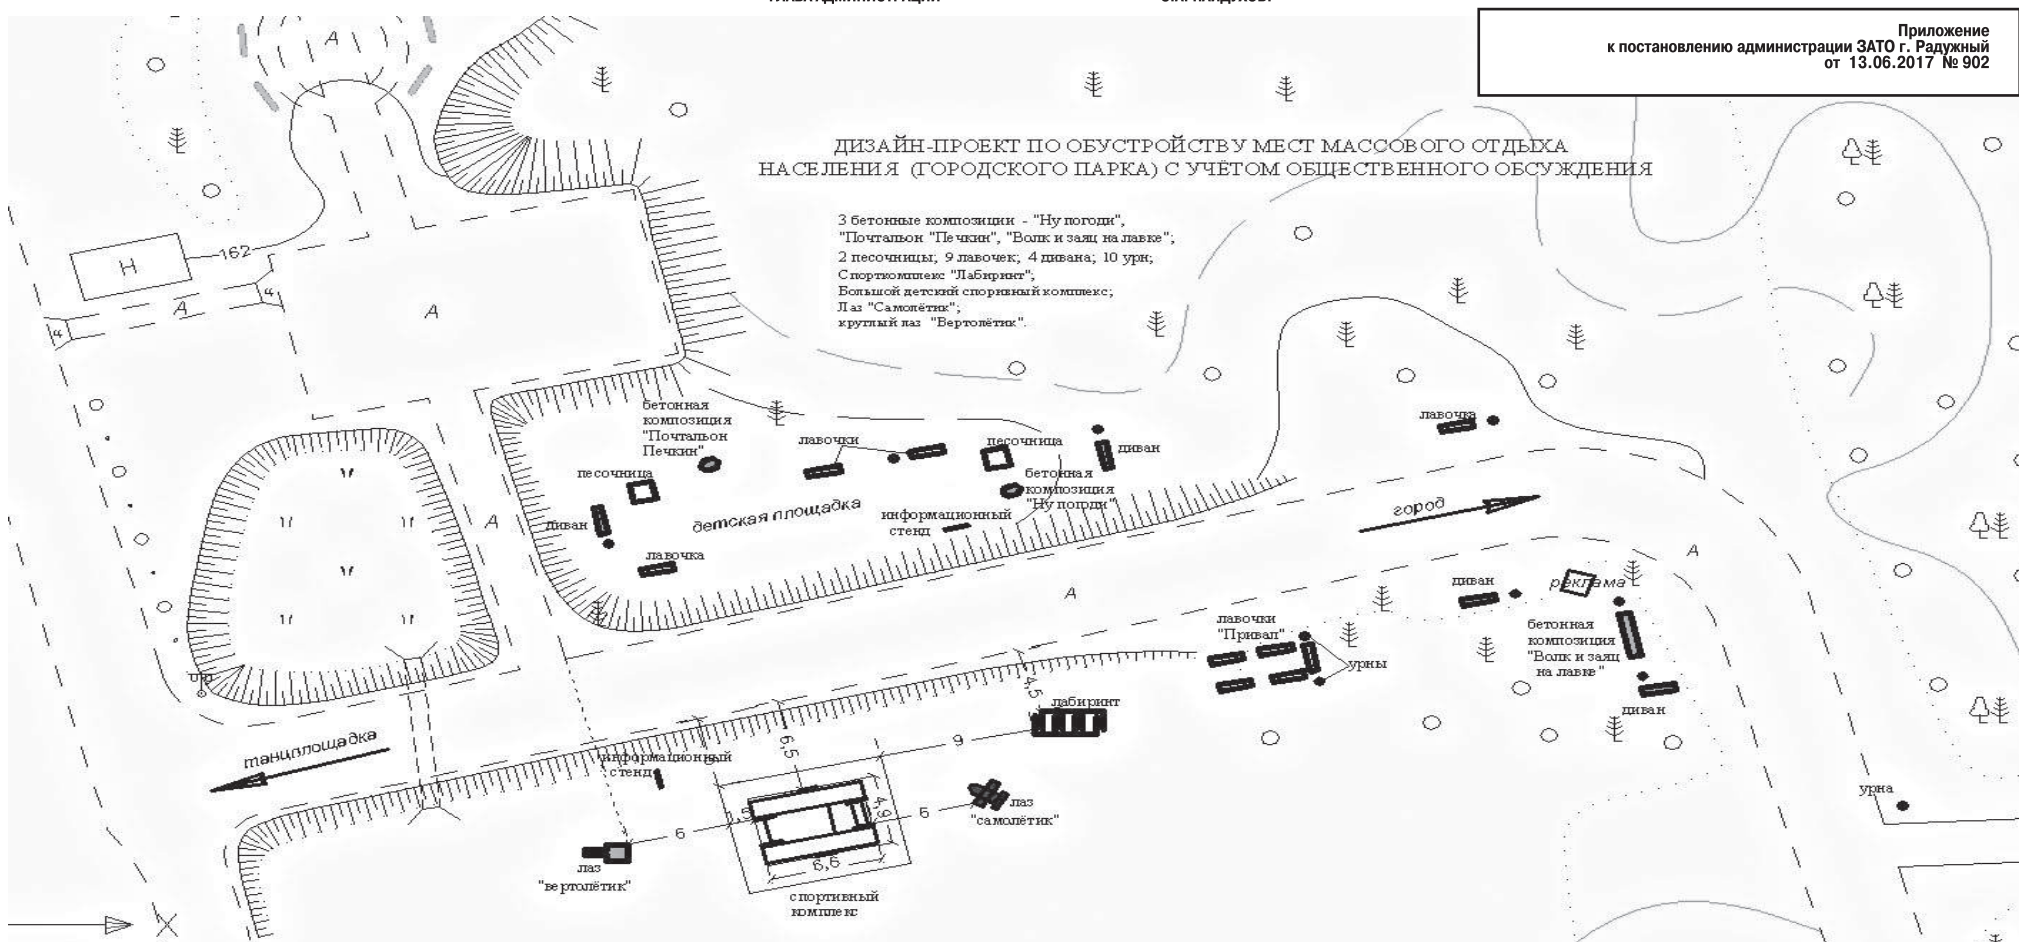 Приложение
к постановлению администрации ЗАТО г. Радужный
от 13.06.2017 № 902
ДИЗАЙН-ПРОЕКТ ПО ОБУСТРОЙСТВУ МЕСТ МАССОВОГО ОТДЫХА
НАСЕЛЕНИЯ (ГОРОДСКОГО ПАРКА) С УЧЁТОМ ОБЩЕСТВЕННОГО ОБСУЖДЕНИЯ
3 бетонные композиции - "Ну погоди",
"Почтальон "Печкин", "Волк и заяц на лавке";
2 песочницы; 9 лавочек; 4 дивана; 10 урн;
Спорткомплекс "Лабиринт";
Большой детский споривный комплекс;
Лаз "Самолётик";
круглый лаз "Вертолётик".
А
Н
162
А
4
4
А
А
бетонная
композиция
"Почтальон
Печкин"
песочница
диван
лавочка
детская площадка
лавочки
песочница
диван
бетонная
композиция
"Ну погоди"
информационный
стенд
лавочка
город
А
А
диван
реклама
бетонная
композиция
"Волк и заяц
на лавке"
диван
лавочки
"Привал"
урны
урна
4,5
лабиринт
9
6,5
танцплощадка
информационный
стенд
6
4,9
6
6,6
лаз
"самолётик"
лаз
"вертолётик"
спортивный
комплекс